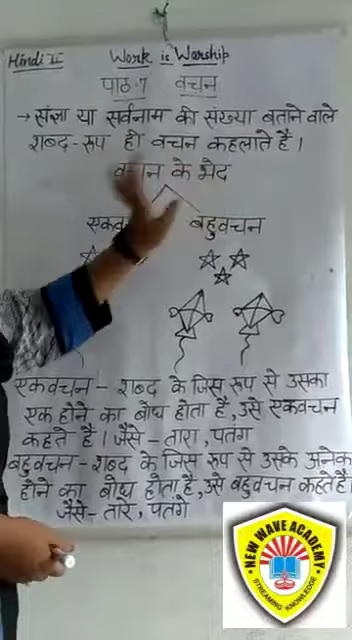 Hindi II Work is Worship
पाठ-7 वचन
→ संज्ञा या सर्वनाम की संख्या बताने वाले
शब्द-रूप ही वचन कहलाते हैं।
के भेद
बहुवचन
एकवचन - शब्द के जिस रूप से उसका
एक होने का बोध होता है, उसे एकवचन
कहते हैं। जैसे - तारा, पतंग
बहुवचन - शब्द के जिस रूप से उसके अनेक
होने का बोध होता है, उसे बहुवचन कहते हैं।
जैसे - तारे, पतंगे
NEW WAVE ACADEMY
STREAMING KNOWLEDGE